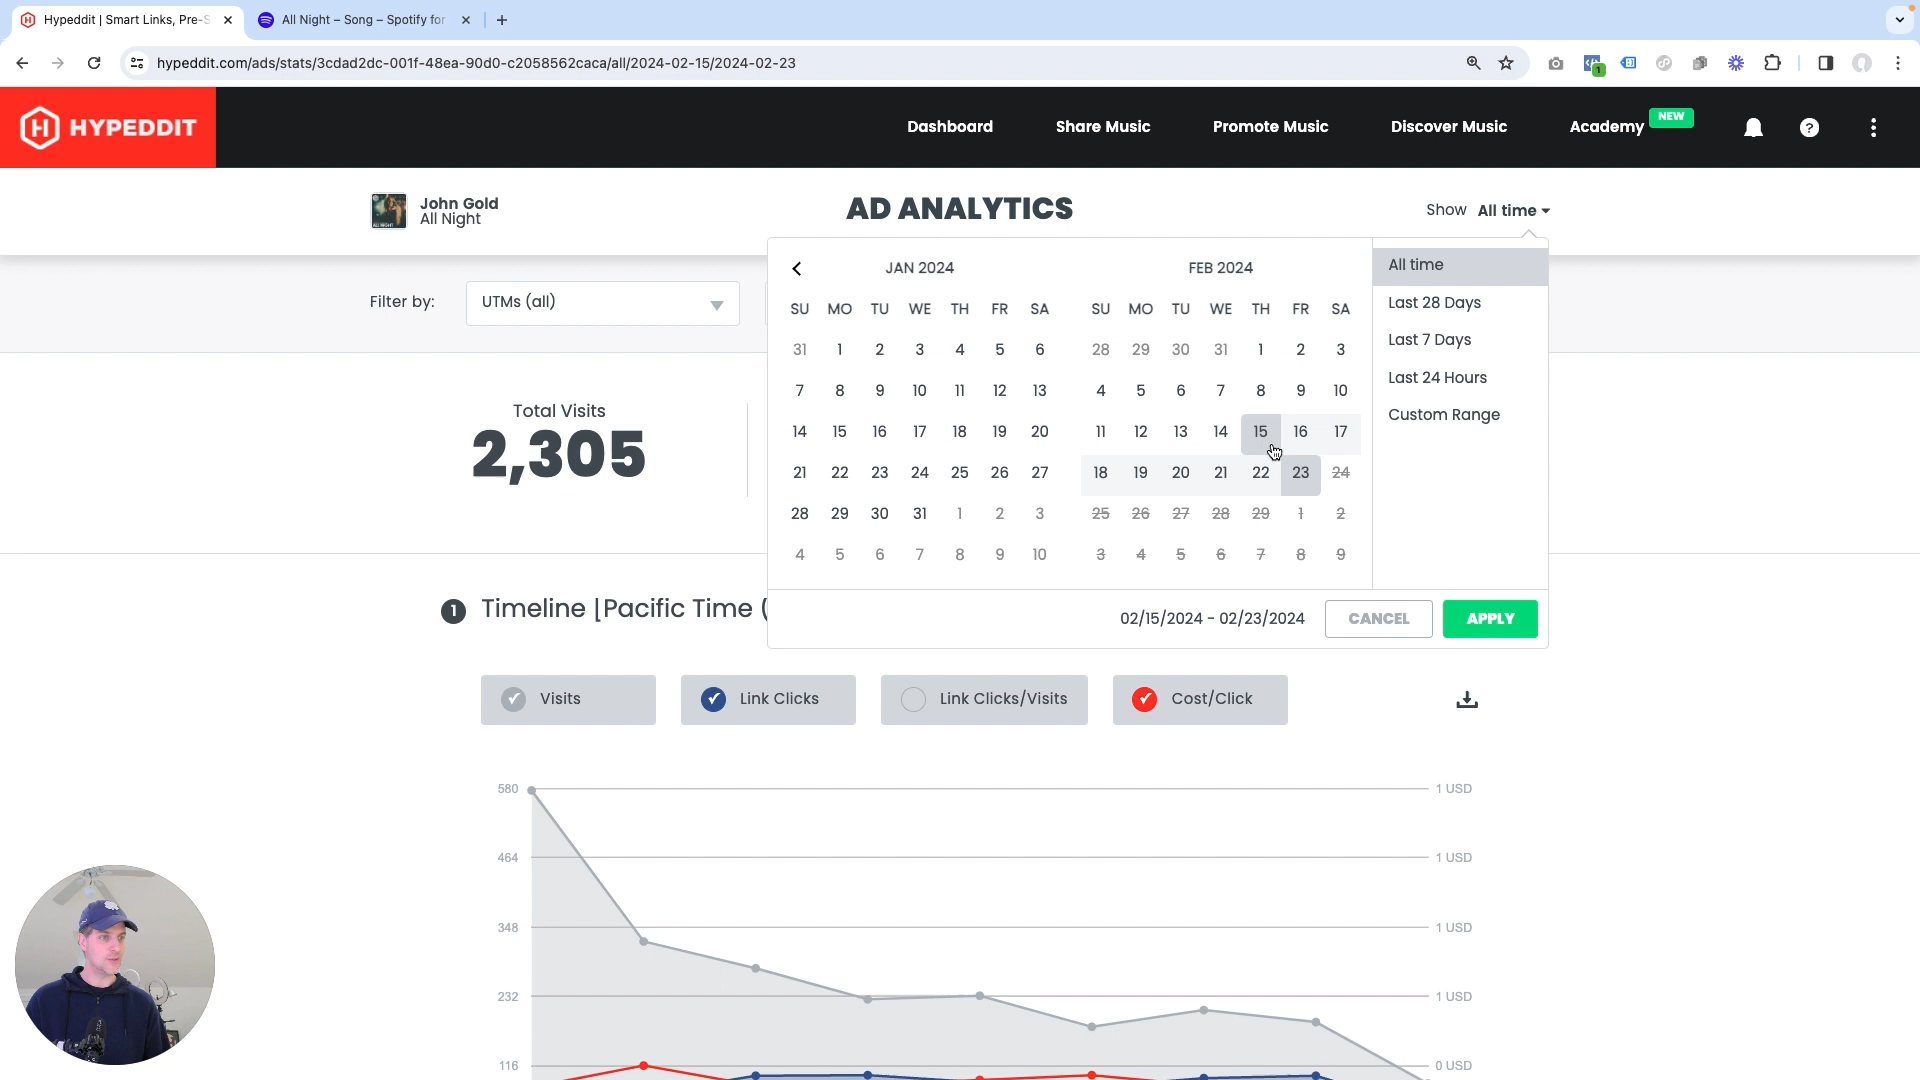 Hypeddit | Smart Links, Pre-S
All Night – Song – Spotify for
hypeddit.com/ads/stats/3cdad2dc-001f-48ea-90d0-c2058562caca/all/2024-02-15/2024-02-23
1
HYPEDDIT
Dashboard
Share Music
Promote Music
Discover Music
Academy
NEW
John Gold
All Night
ALL NIGHT
AD ANALYTICS
Show All time
Filter by:
UTMs (all)
JAN 2024
SU MO TU WE TH FR SA
31 1 2 3 4 5 6
7 8 9 10 11 12 13
14 15 16 17 18 19 20
21 22 23 24 25 26 27
28 29 30 31 1 2 3
4 5 6 7 8 9 10
FEB 2024
SU MO TU WE TH FR SA
28 29 30 31 1 2 3
4 5 6 7 8 9 10
11 12 13 14 15 16 17
18 19 20 21 22 23 24
25 26 27 28 29 1 2
3 4 5 6 7 8 9
All time
Last 28 Days
Last 7 Days
Last 24 Hours
Custom Range
02/15/2024 - 02/23/2024
CANCEL
APPLY
Total Visits
2,305
1 Timeline |Pacific Time (
Visits
Link Clicks
Link Clicks/Visits
Cost/Click
580 1 USD
464 1 USD
348 1 USD
232 1 USD
116 0 USD